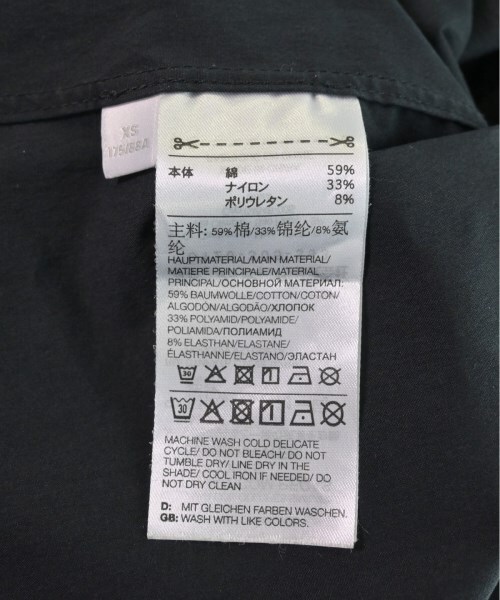 XS
175/88A
本体 綿 59%
ナイロン 33%
ポリウレタン 8%
主料: 59%棉/33%锦纶/8%氨
纶
HAUPTMATERIAL/MAIN MATERIAL/
MATIERE PRINCIPALE/MATERIAL
PRINCIPAL/ОСНОВНОЙ МАТЕРИАЛ:
59% BAUMWOLLE/COTTON/COTON/
ALGODÓN/ALGODÃO/ХЛОПОК
33% POLYAMID/POLYAMIDE/
POLIAMIDA/ПОЛИАМИД
8% ELASTHAN/ELASTANE/
ÉLASTHANNE/ELASTANO/ЭЛАСТАН
30
30
MACHINE WASH COLD DELICATE
CYCLE/ DO NOT BLEACH/ DO NOT
TUMBLE DRY/ LINE DRY IN THE
SHADE/ COOL IRON IF NEEDED/ DO
NOT DRY CLEAN
D: MIT GLEICHEN FARBEN WASCHEN.
GB: WASH WITH LIKE COLORS.